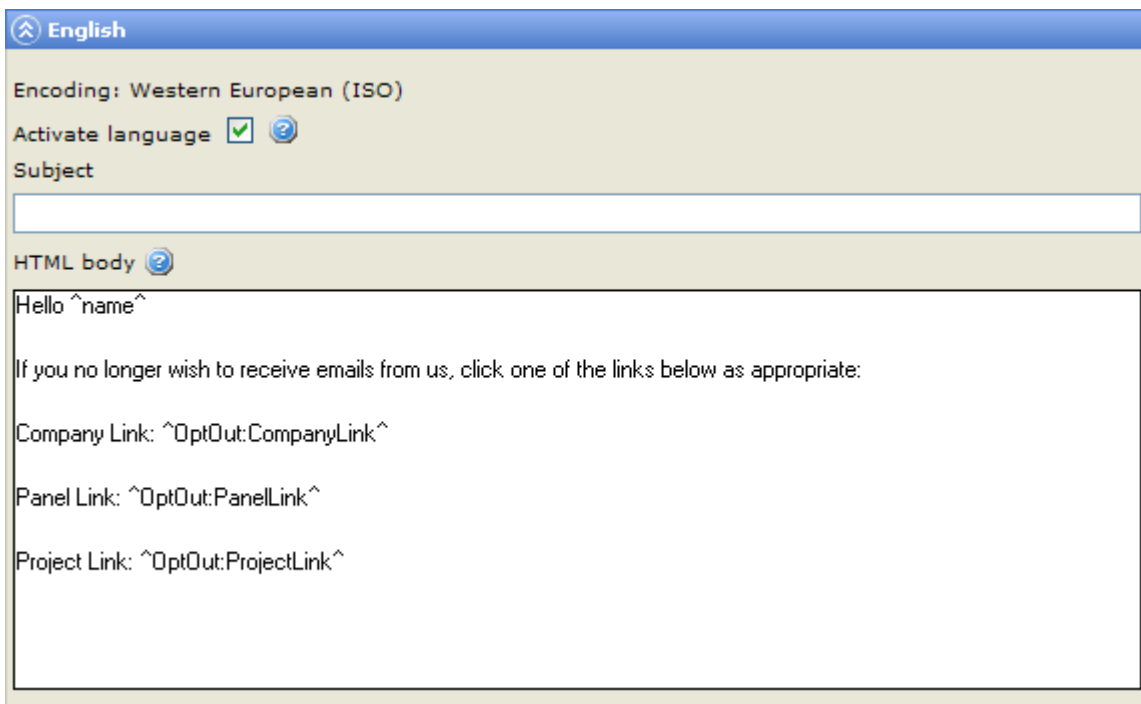 English
Encoding: Western European (ISO)
Activate language
Subject
HTML body
Hello ^name^
If you no longer wish to receive emails from us, click one of the links below as appropriate:
Company Link: ^OptOut:CompanyLink^
Panel Link: ^OptOut:PanelLink^
Project Link: ^OptOut:ProjectLink^